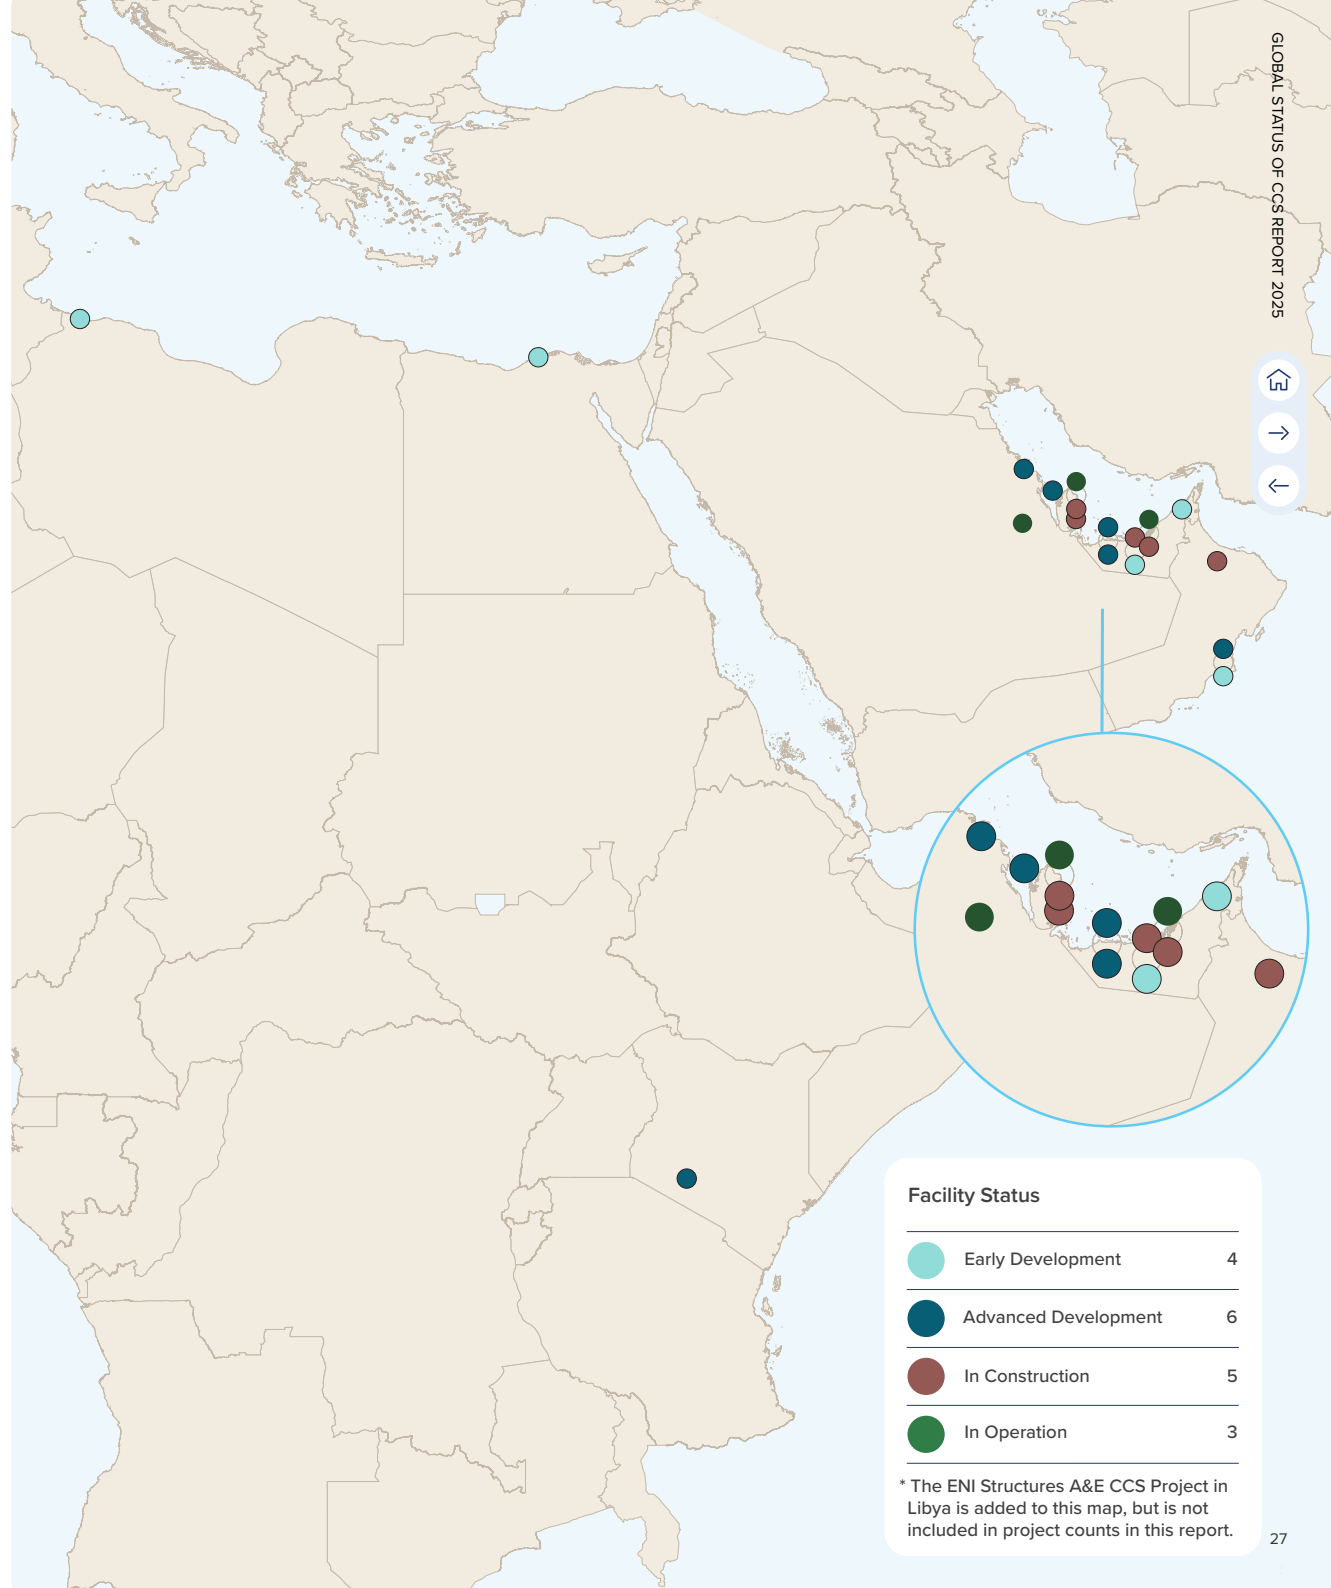 GLOBAL STATUS OF CCS REPORT 2025
Facility Status
Early Development 4
Advanced Development 6
In Construction 5
In Operation 3
* The ENI Structures A&E CCS Project in
Libya is added to this map, but is not
included in project counts in this report.
27